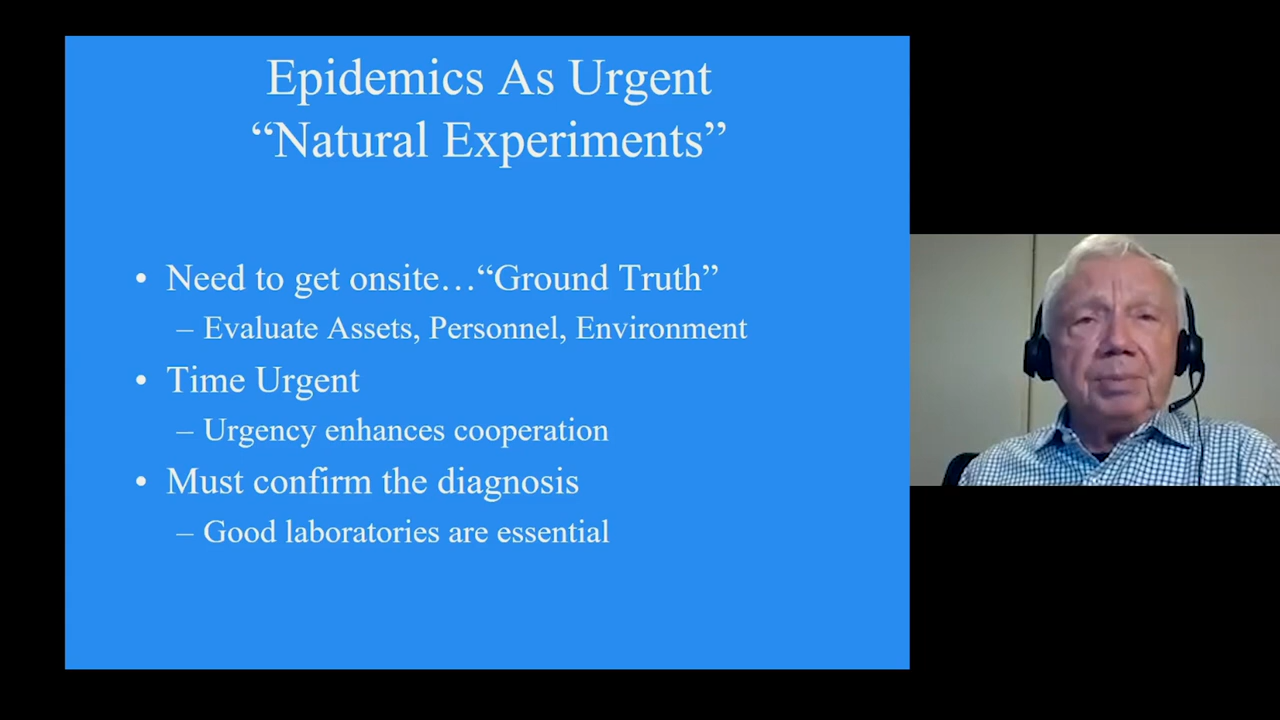 Epidemics As Urgent
“Natural Experiments”
• Need to get onsite…“Ground Truth”
– Evaluate Assets, Personnel, Environment
• Time Urgent
– Urgency enhances cooperation
• Must confirm the diagnosis
– Good laboratories are essential